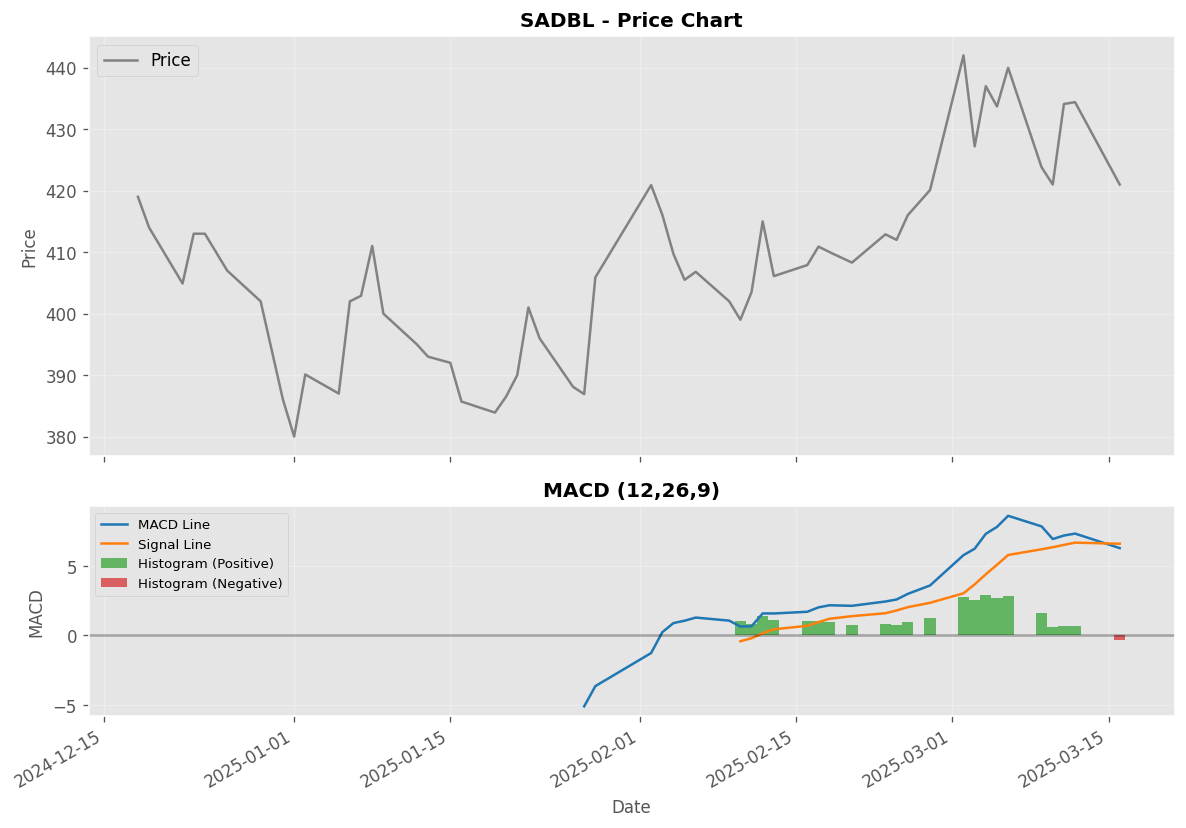 SADBL - Price Chart
Price
440
430
420
410
400
390
380
Price
MACD (12,26,9)
MACD Line
Signal Line
Histogram (Positive)
Histogram (Negative)
5
0
−5
MACD
2024-12-15
2025-01-01
2025-01-15
2025-02-01
2025-02-15
2025-03-01
2025-03-15
Date